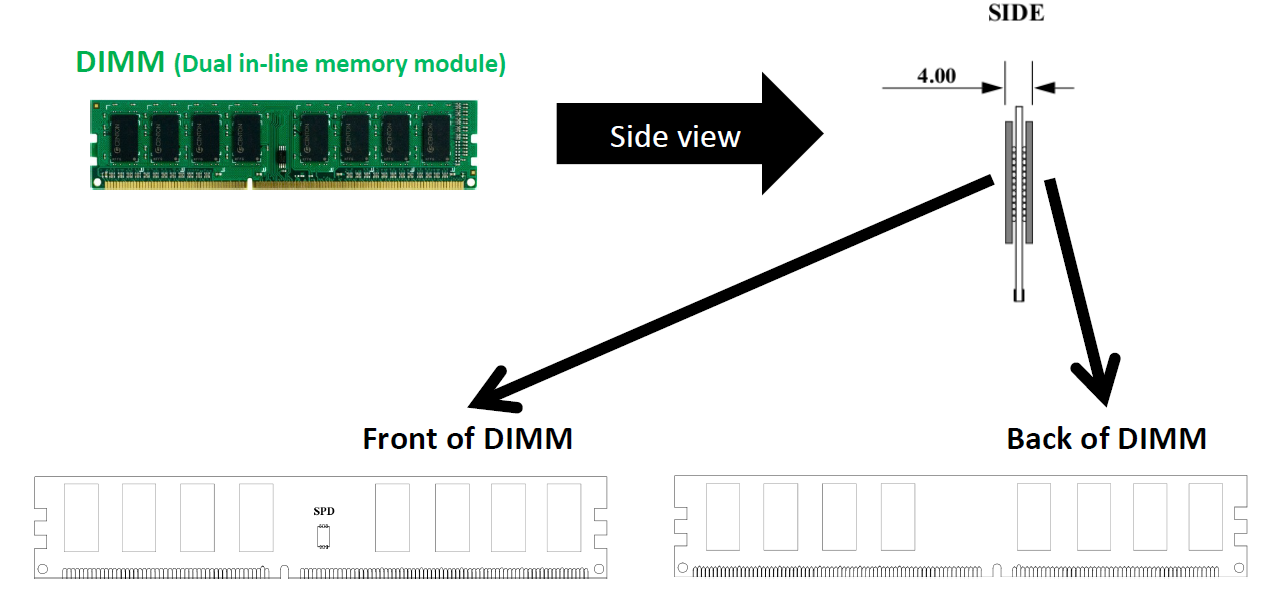 SIDE
DIMM (Dual in-line memory module)
4.00
Side view
Front of DIMM
Back of DIMM
SPD